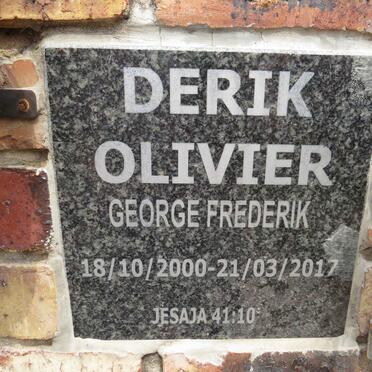 DERIK
OLIVIER
GEORGE FREDERIK
18/10/2000-21/03/2017
JESAJA 41:10